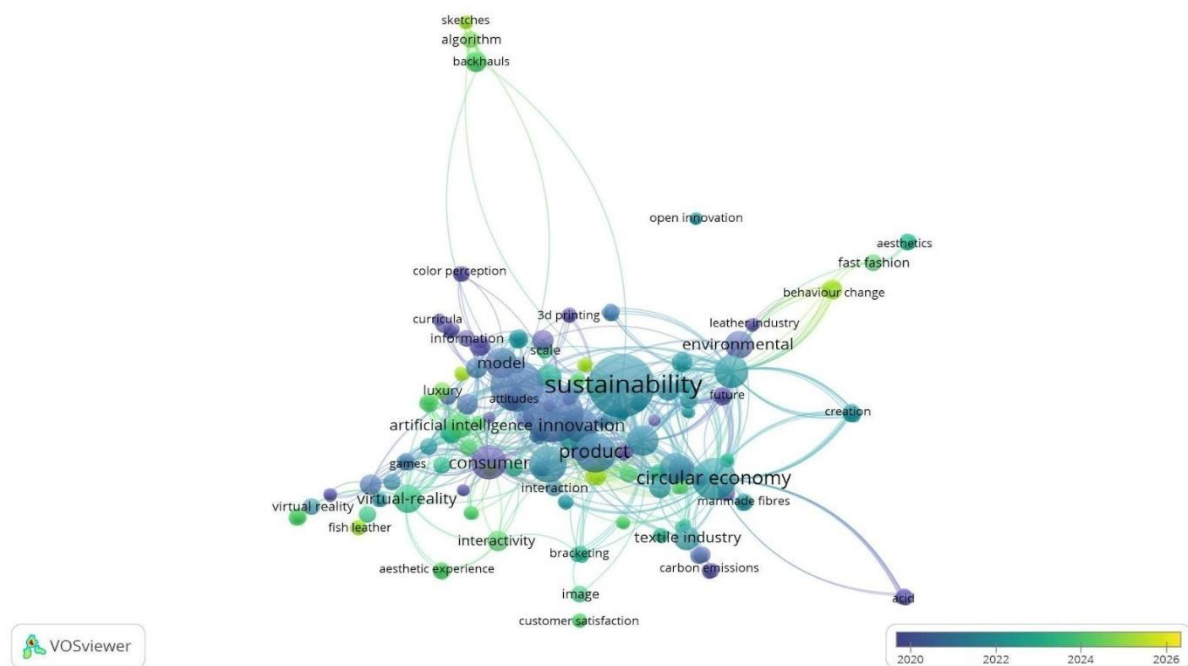 sketches
algorithm
backhauls
open innovation
aesthetics
fast fashion
color perception
behaviour change
curricula
3d printing
leather industry
information
environmental
scale
model
sustainability
luxury
attitudes
future
creation
artificial intelligence
innovation
product
games
consumer
circular economy
interaction
virtual reality
virtual-reality
manmade fibres
fish leather
interactivity
textile industry
bracketing
aesthetic experience
carbon emissions
image
acid
customer satisfaction
VOSviewer
2020 2022 2024 2026